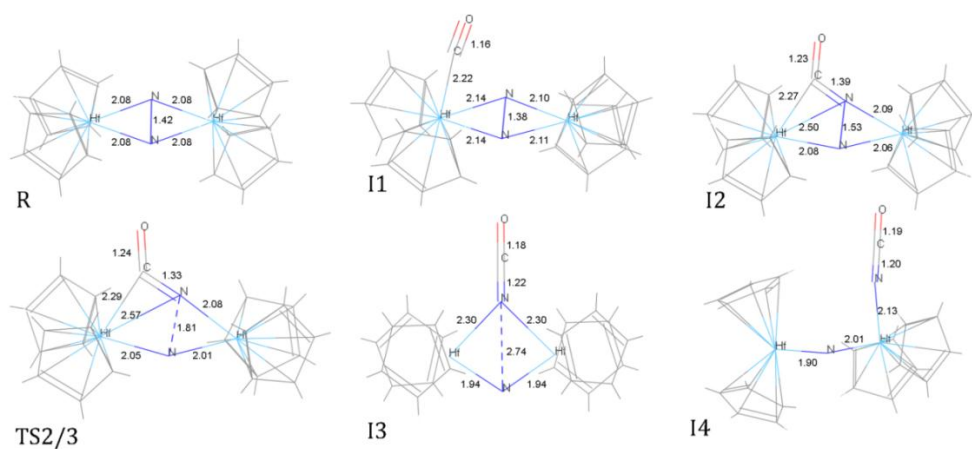 O
C
1.16
2.22
Hf
2.08
N
2.08
Hf
1.42
2.08
N
2.08
R
Hf
2.14
N
2.10
Hf
1.38
2.14
N
2.11
I1
O
1.23
C
1.39
N
2.27
2.50
2.09
Hf
1.53
Hf
2.08
N
2.06
I2
O
1.24
C
1.33
N
2.29
2.57
2.08
Hf
1.81
Hf
2.05
N
2.01
TS2/3
O
1.18
C
1.22
N
2.30
2.30
Hf
2.74
Hf
1.94
N
1.94
I3
O
1.19
C
1.20
N
2.13
Hf
2.01
Hf
1.90
N
I4